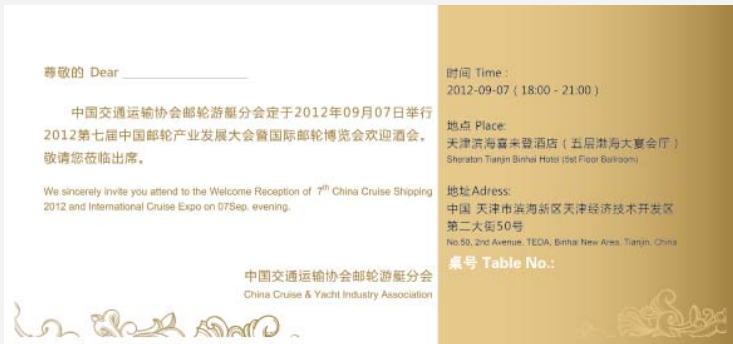 尊敬的 Dear
中国交通运输协会邮轮游艇分会定于2012年09月07日举行
2012第七届中国邮轮产业发展大会暨国际邮轮博览会欢迎酒会，
敬请您莅临出席。
We sincerely invite you attend to the Welcome Reception of 7th China Cruise Shipping
2012 and International Cruise Expo on 07Sep. evening.
中国交通运输协会邮轮游艇分会
China Cruise & Yacht Industry Association
时间 Time :
2012-09-07 ( 18:00 - 21:00 )
地点 Place:
天津滨海喜来登酒店（五层渤海大宴会厅）
Sheraton Tianjin Binhai Hotel (5st Floor Ballroom)
地址Adress:
中国 天津市滨海新区天津经济技术开发区
第二大街50号
No.50, 2nd Avenue, TEDA, Binhai New Area, Tianjin, China
桌号 Table No.: